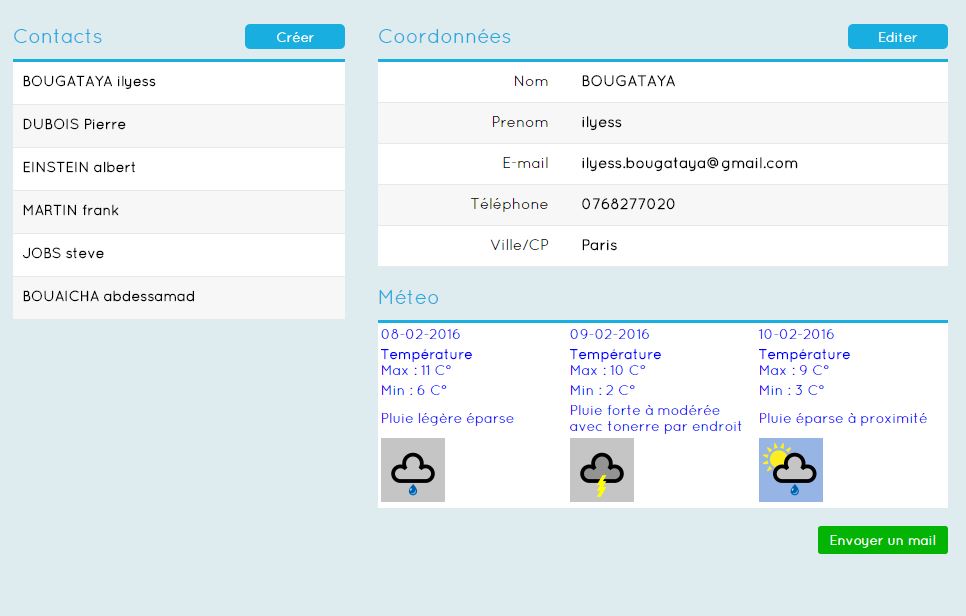 Contacts
Créer
BOUGATAYA ilyess
DUBOIS Pierre
EINSTEIN albert
MARTIN frank
JOBS steve
BOUAICHA abdessamad
Coordonnées
Editer
Nom BOUGATAYA
Prenom ilyess
E-mail ilyess.bougataya@gmail.com
Téléphone 0768277020
Ville/CP Paris
Méteo
08-02-2016 09-02-2016 10-02-2016
Température Température Température
Max : 11 C° Max : 10 C° Max : 9 C°
Min : 6 C° Min : 2 C° Min : 3 C°
Pluie légère éparse
Pluie forte à modérée
avec tonerre par endroit
Pluie éparse à proximité
Envoyer un mail